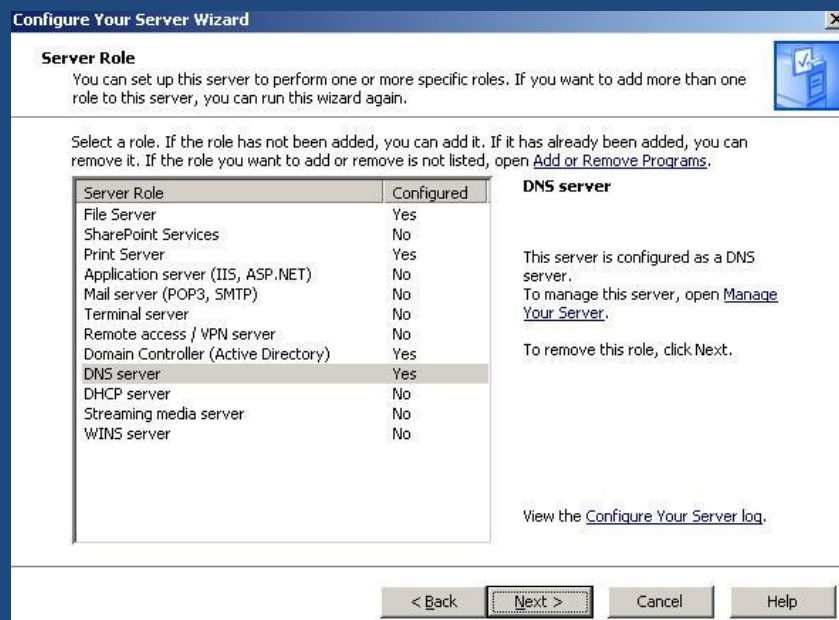 Configure Your Server Wizard
Server Role
You can set up this server to perform one or more specific roles. If you want to add more than one
role to this server, you can run this wizard again.
Select a role. If the role has not been added, you can add it. If it has already been added, you can
remove it. If the role you want to add or remove is not listed, open Add or Remove Programs.
Server Role Configured
File Server Yes
SharePoint Services No
Print Server Yes
Application server (IIS, ASP.NET) No
Mail server (POP3, SMTP) No
Terminal server No
Remote access / VPN server No
Domain Controller (Active Directory) Yes
DNS server Yes
DHCP server No
Streaming media server No
WINS server No
DNS server
This server is configured as a DNS
server.
To manage this server, open Manage
Your Server.
To remove this role, click Next.
View the Configure Your Server log.
< Back Next > Cancel Help